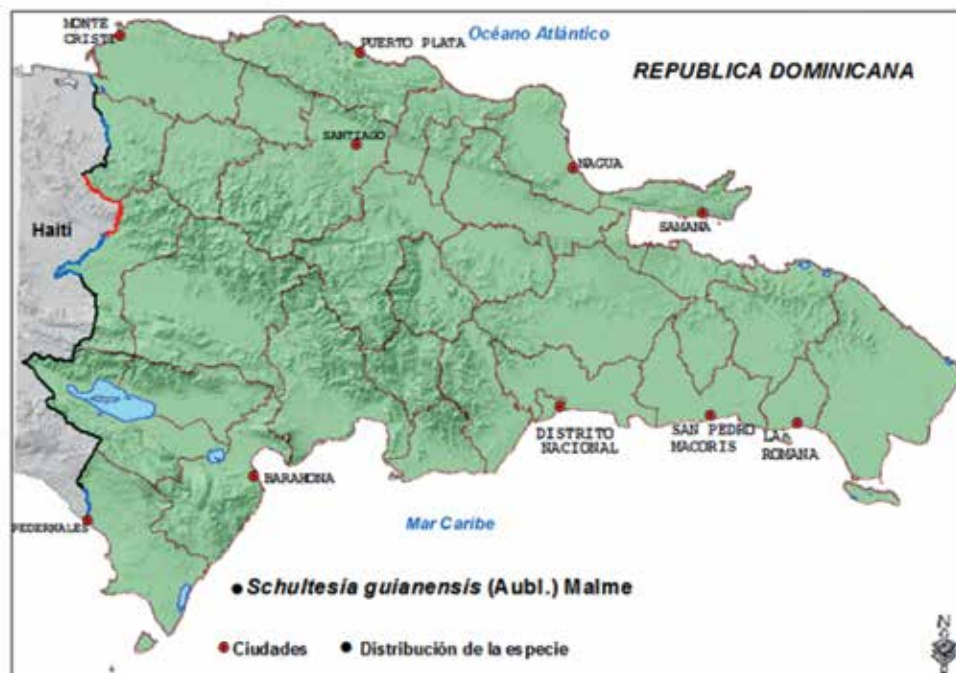 MONTE
CRISTI
PUERTO PLATA
Océano Atlántico
REPUBLICA DOMINICANA
SANTIAGO
NAGUA
SAMANA
Haití
DISTRITO
NACIONAL
SAN PEDRO
MACORIS
LA
ROMANA
BARAHONA
PEDERNALES
Mar Caribe
Schultesia guianensis (Aubl.) Malme
Ciudades
Distribución de la especie
N